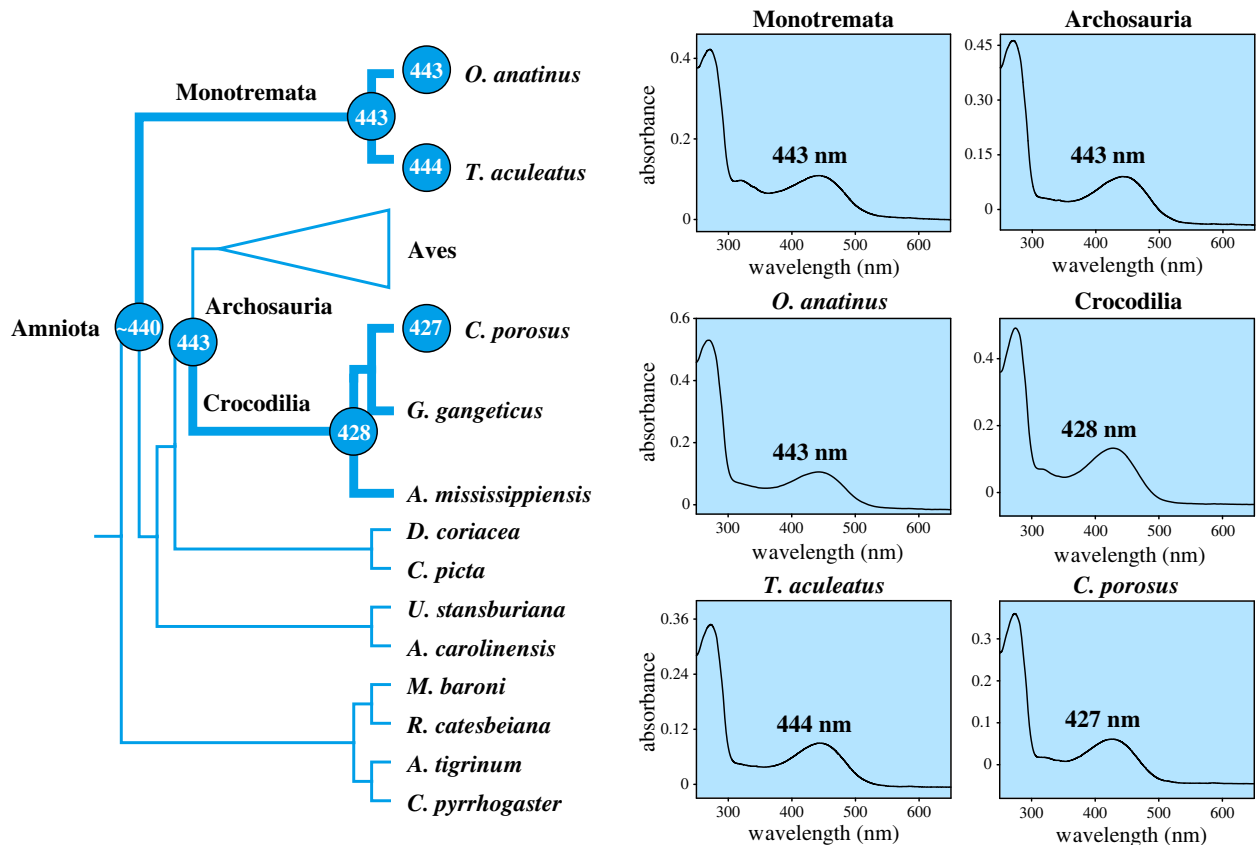 443
O. anatinus
Monotremata
443
444
T. aculeatus
Aves
Archosauria
Amniota
~440
443
427
C. porosus
Crocodilia
G. gangeticus
428
A. mississippiensis
D. coriacea
C. picta
U. stansburiana
A. carolinensis
M. baroni
R. catesbeiana
A. tigrinum
C. pyrrhogaster
Monotremata
absorbance
0.4
0.2
0
443 nm
300 400 500 600
wavelength (nm)
Archosauria
0.45
0.30
0.15
0
443 nm
300 400 500 600
wavelength (nm)
O. anatinus
absorbance
0.6
0.4
0.2
0
443 nm
300 400 500 600
wavelength (nm)
Crocodilia
0.4
0.2
0
428 nm
300 400 500 600
wavelength (nm)
T. aculeatus
absorbance
0.36
0.24
0.12
0
444 nm
300 400 500 600
wavelength (nm)
C. porosus
0.3
0.2
0.1
0
427 nm
300 400 500 600
wavelength (nm)